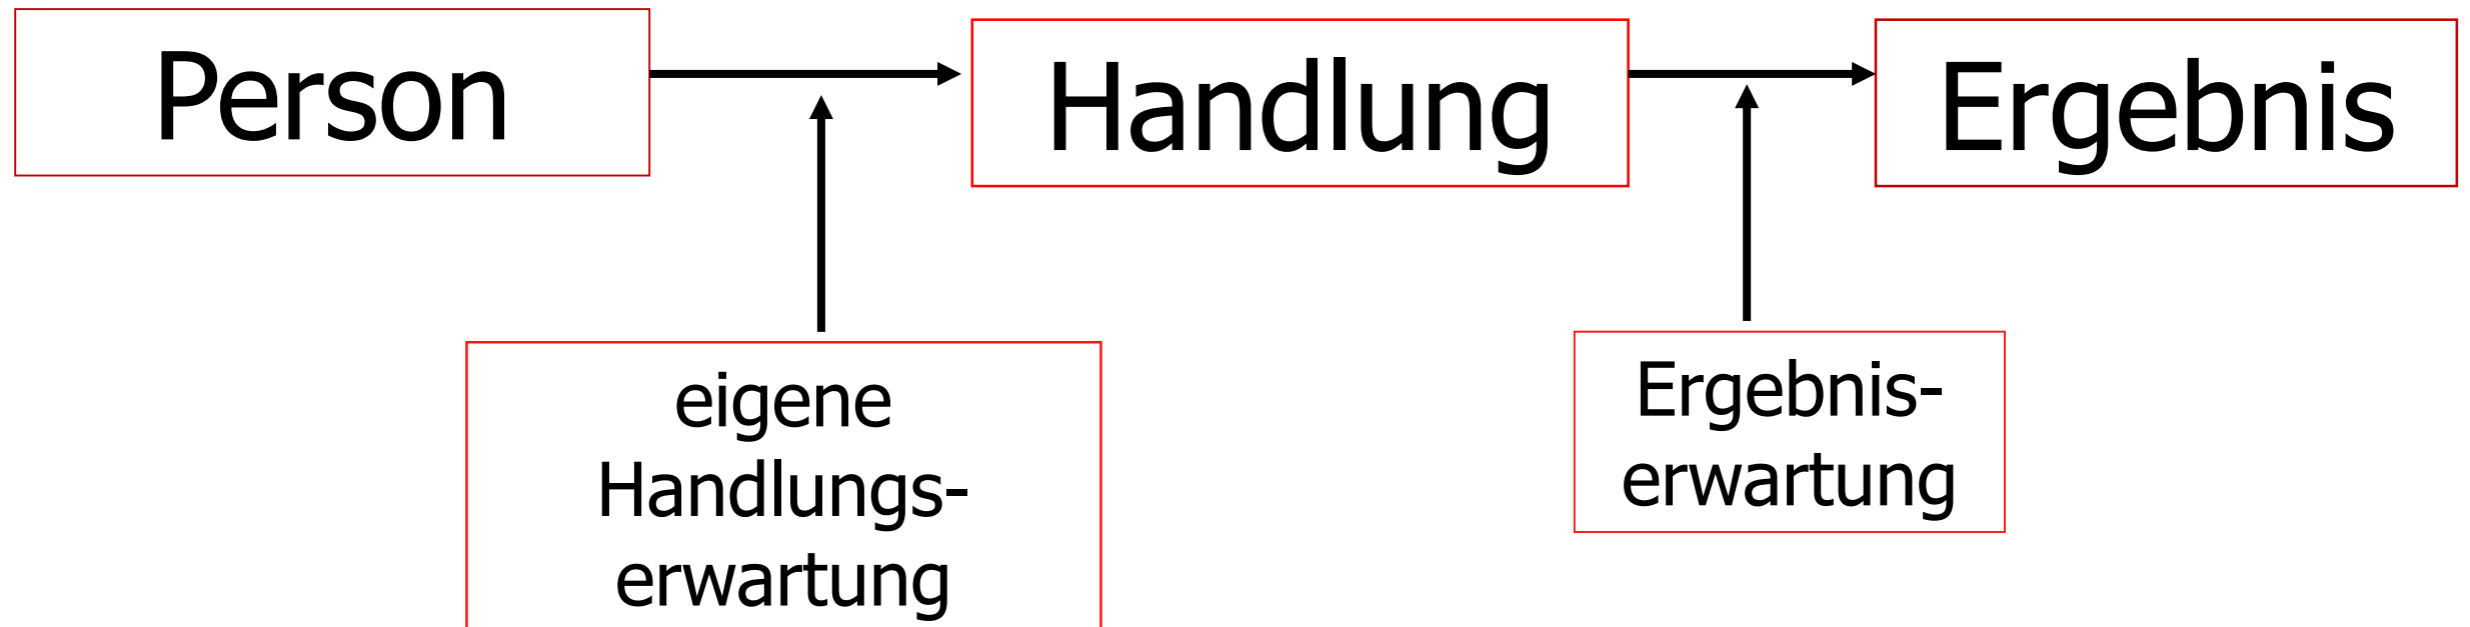 Person
Handlung
Ergebnis
eigene
Handlungs-
erwartung
Ergebnis-
erwartung